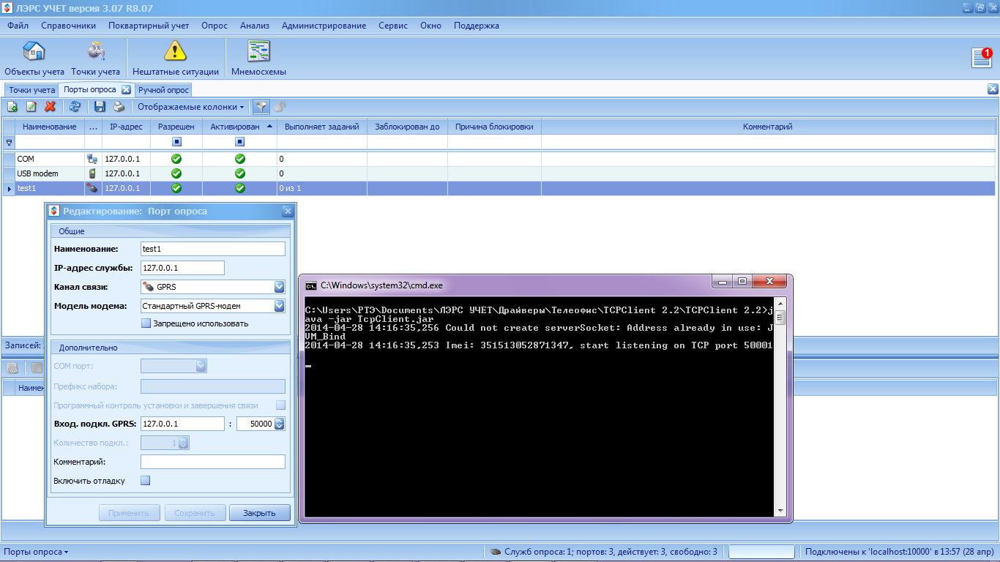 ЛЭРС УЧЕТ версия 3.07 R8.07
Файл Справочники Поквартирный учет Опрос Анализ Администрирование Сервис Окно Поддержка
Объекты учета Точки учета Нештатные ситуации Мнемосхемы 1
Точки учета Порты опроса Ручной опрос
Отображаемые колонки
Наименование ... IP-адрес Разрешен Активирован Выполняет заданий Заблокирован до Причина блокировки Комментарий
COM 127.0.0.1 0
USB modem 127.0.0.1 0
test1 127.0.0.1 0 из 1
Редактирование: Порт опроса
Общие
Наименование: test1
IP-адрес службы: 127.0.0.1
Канал связи: GPRS
Модель модема: Стандартный GPRS-модем
Запрещено использовать
Дополнительно
COM порт:
Префикс набора:
Программный контроль установки и завершения связи
Вход. подкл. GPRS: 127.0.0.1 : 50000
Количество подкл.: 1
Комментарий:
Включить отладку
Применить Сохранить Закрыть
C:\Windows\system32\cmd.exe
C:\Users\РТЭ\Documents\ЛЭРС УЧЕТ\Драйверы\Телеофис\TCPClient 2.2\TCPClient 2.2>j
ava -jar TcpClient.jar
2014-04-28 14:16:35,256 Could not create serverSocket: Address already in use: J
VM_Bind
2014-04-28 14:16:35,253 Imei: 351513052871347, start listening on TCP port 50001
Записей:
Наимен
Порты опроса Служб опроса: 1; портов: 3, действует: 3, свободно: 3 Подключены к 'localhost:10000' в 13:57 (28 апр)